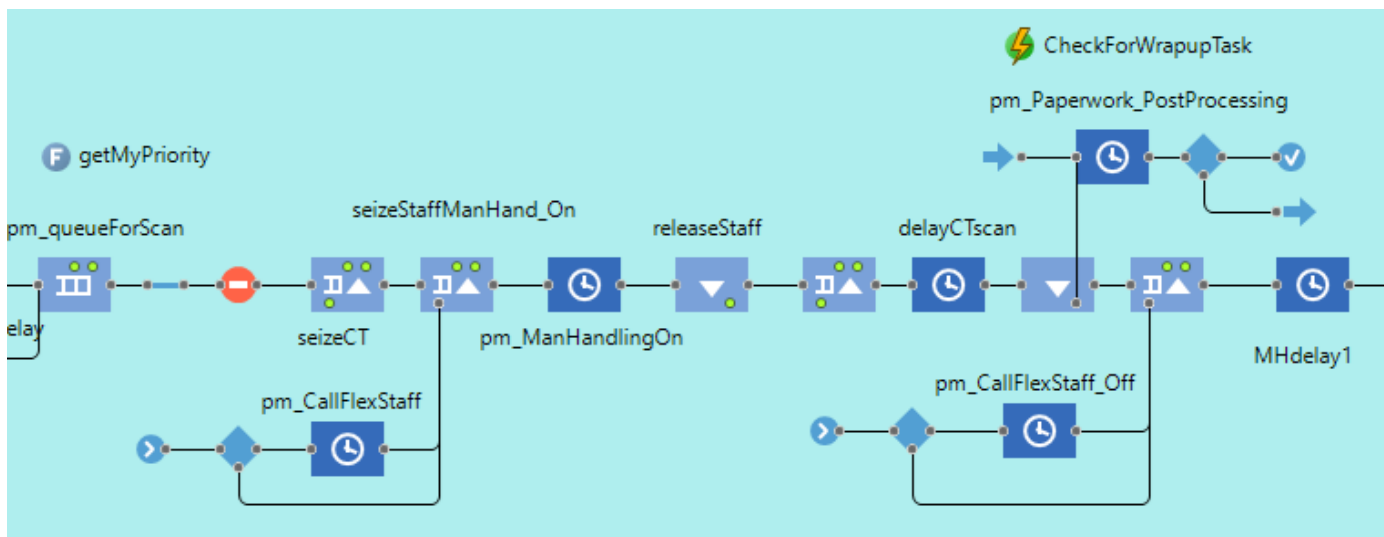 CheckForWrapupTask
pm_Paperwork_PostProcessing
getMyPriority
seizeStaffManHand_On
pm_queueForScan
releaseStaff
delayCTscan
elay
seizeCT
pm_ManHandlingOn
MHdelay1
pm_CallFlexStaff
pm_CallFlexStaff_Off